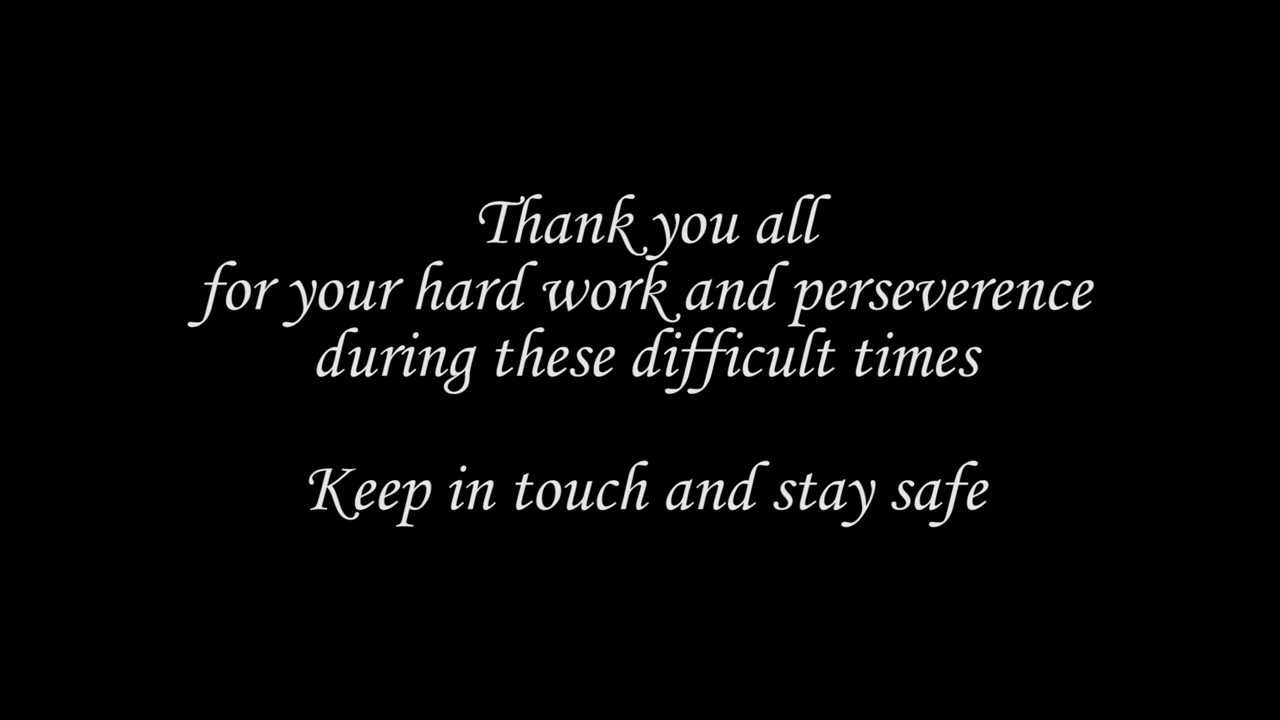 Thank you all
for your hard work and perseverence
during these difficult times
Keep in touch and stay safe